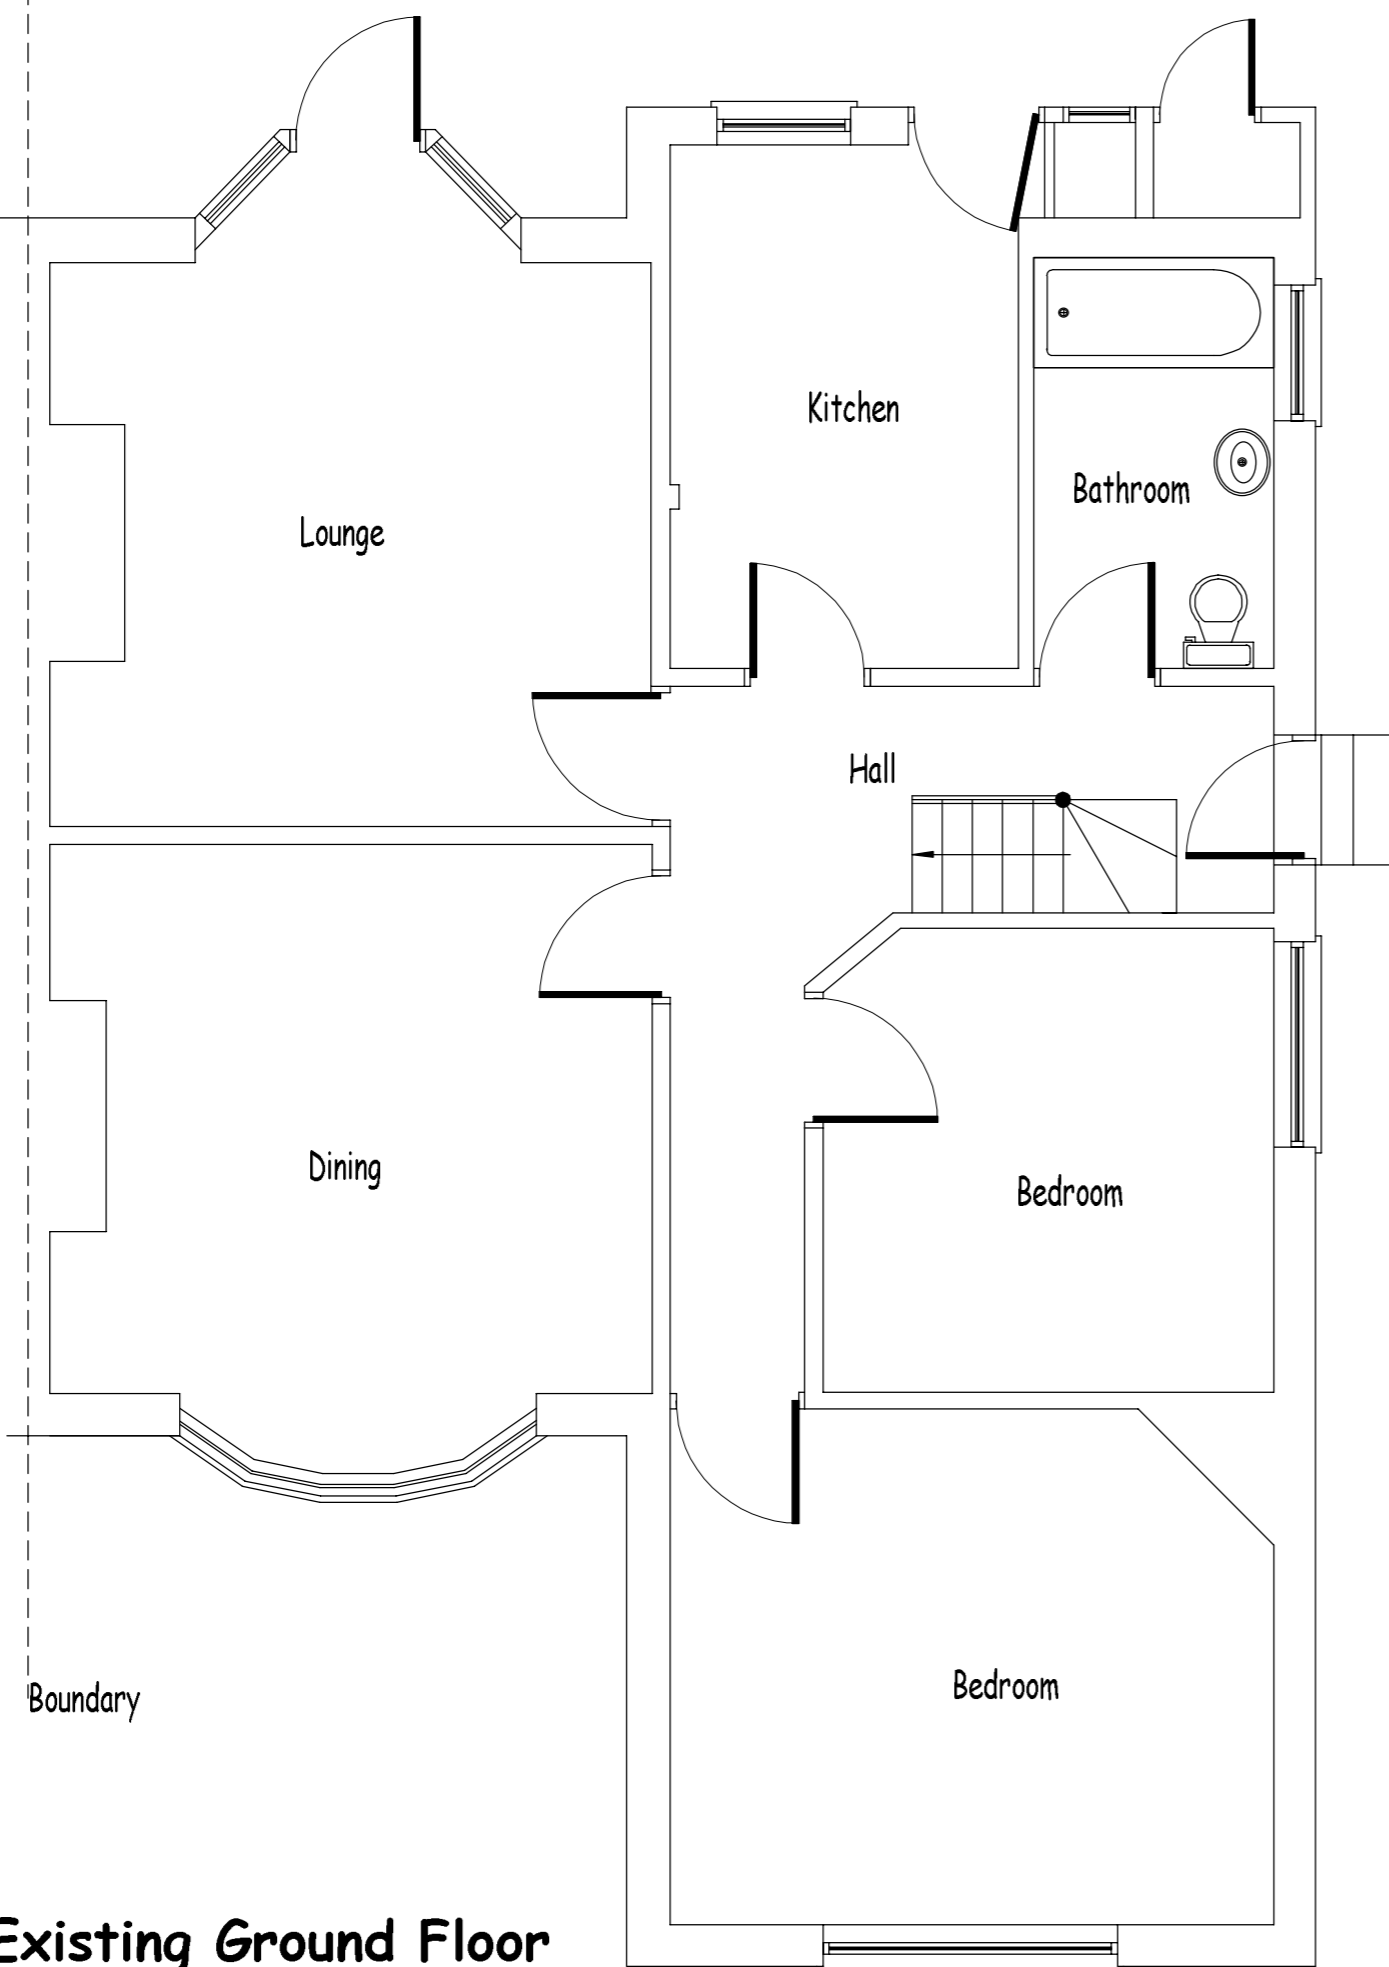 Kitchen
Bathroom
Lounge
Hall
Dining
Bedroom
Bedroom
Boundary
Existing Ground Floor